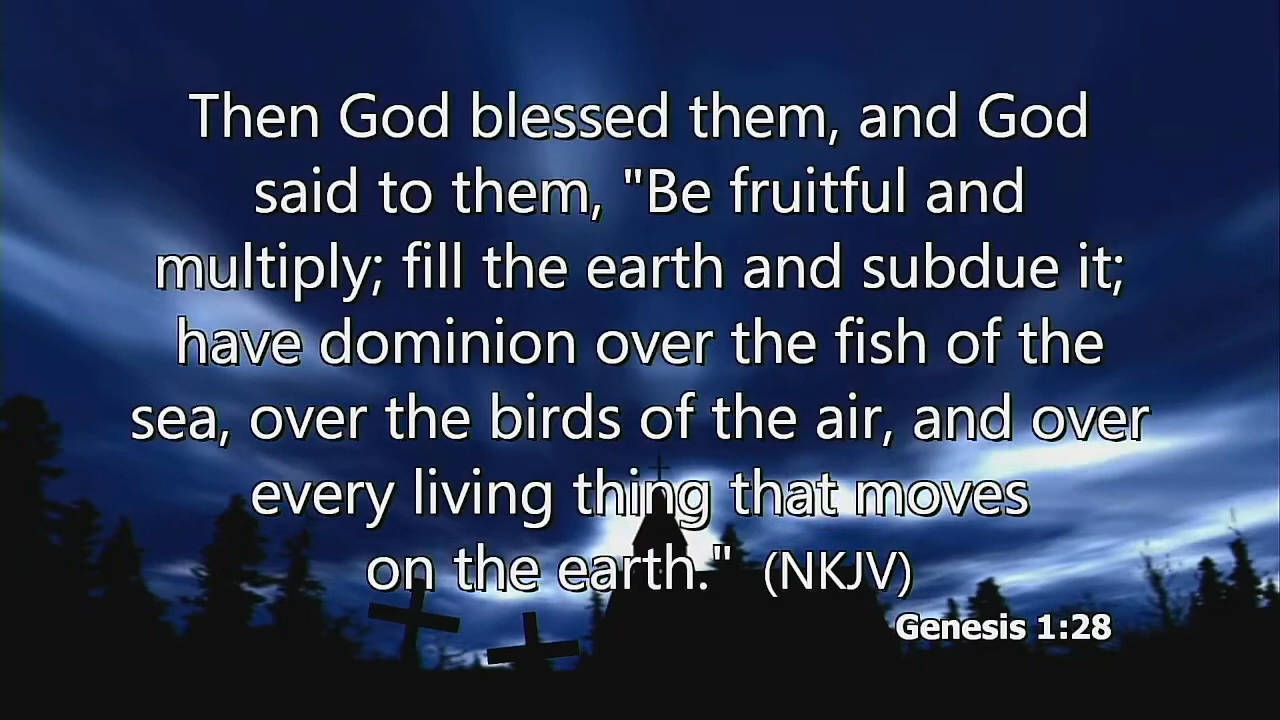 Then God blessed them, and God
said to them, "Be fruitful and
multiply; fill the earth and subdue it;
have dominion over the fish of the
sea, over the birds of the air, and over
every living thing that moves
on the earth." (NKJV)
Genesis 1:28